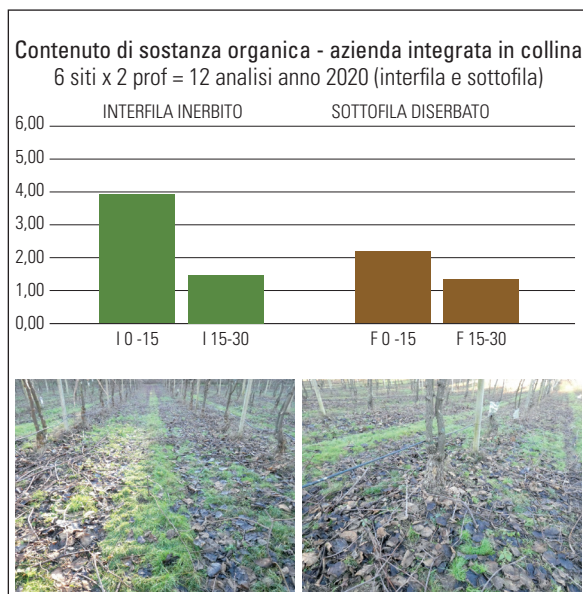 Contenuto di sostanza organica - azienda integrata in collina
6 siti x 2 prof = 12 analisi anno 2020 (interfila e sottofila)
INTERFILA INERBITO SOTTOFILA DISERBATO
6,00
5,00
4,00
3,00
2,00
1,00
0,00
I 0 -15 I 15-30 F 0 -15 F 15-30